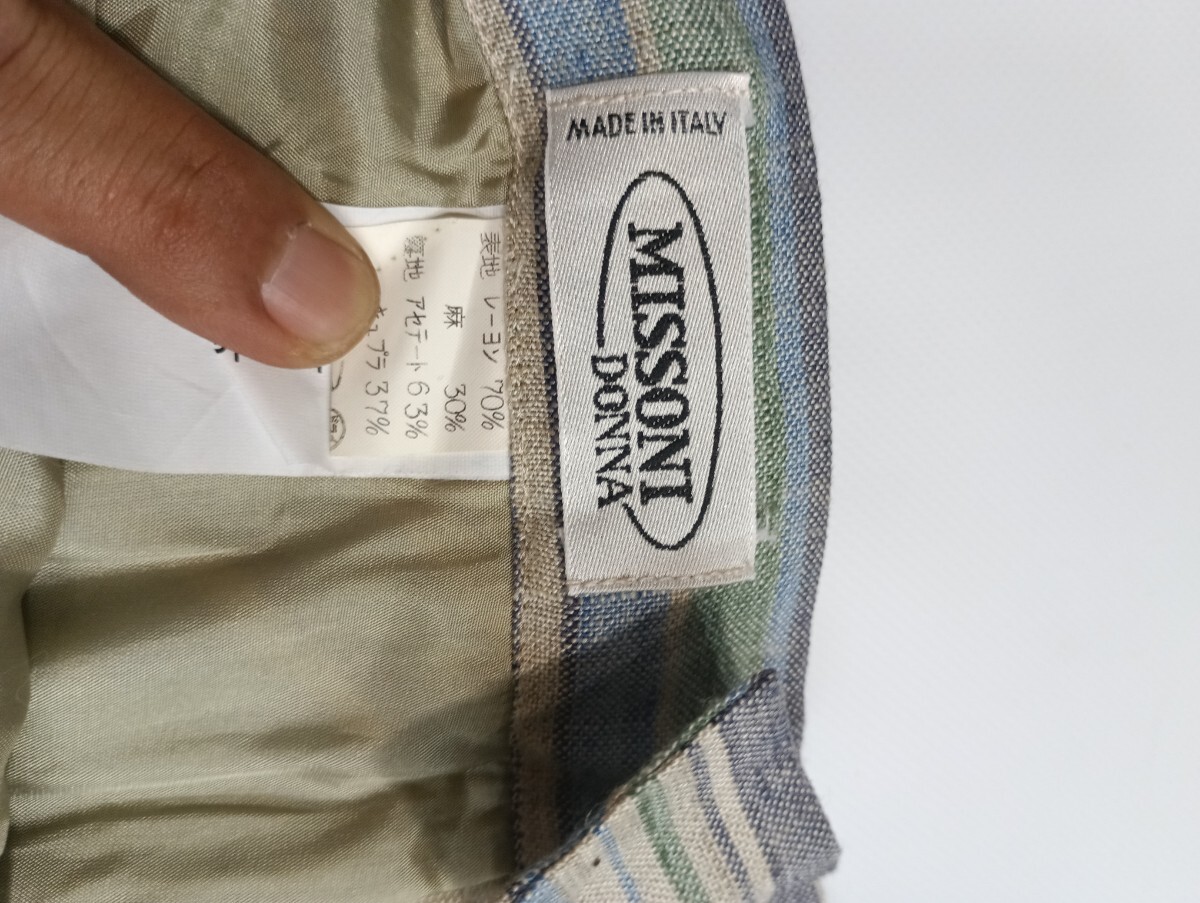 MADE IN ITALY
MISSONI
DONNA
表地 レーヨン 70%
麻 30%
裏地 アセテート 63%
キュプラ 37%